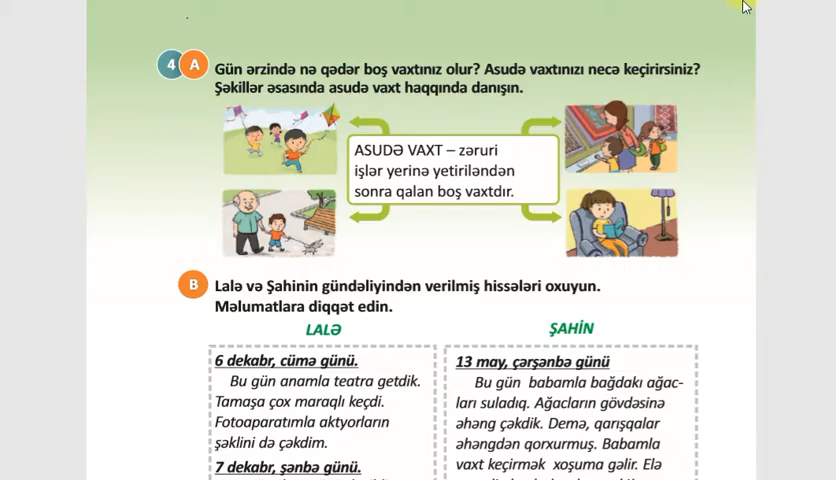 4 A
Gün ərzində nə qədər boş vaxtınız olur? Asudə vaxtınızı necə keçirirsiniz?
Şəkillər əsasında asudə vaxt haqqında danışın.
ASUDƏ VAXT – zəruri
işlər yerinə yetiriləndən
sonra qalan boş vaxtdır.
B
Lalə və Şahinin gündəliyindən verilmiş hissələri oxuyun.
Məlumatlara diqqət edin.
LALƏ
6 dekabr, cümə günü.
Bu gün anamla teatra getdik.
Tamaşa çox maraqlı keçdi.
Fotoaparatımla aktyorların
şəklini də çəkdim.
7 dekabr, şənbə günü.
ŞAHİN
13 may, çərşənbə günü
Bu gün babamla bağdakı ağac-
ları suladıq. Ağacların gövdəsinə
əhəng çəkdik. Demə, qarışqalar
əhəngdən qorxurmuş. Babamla
vaxt keçirmək xoşuma gəlir. Elə